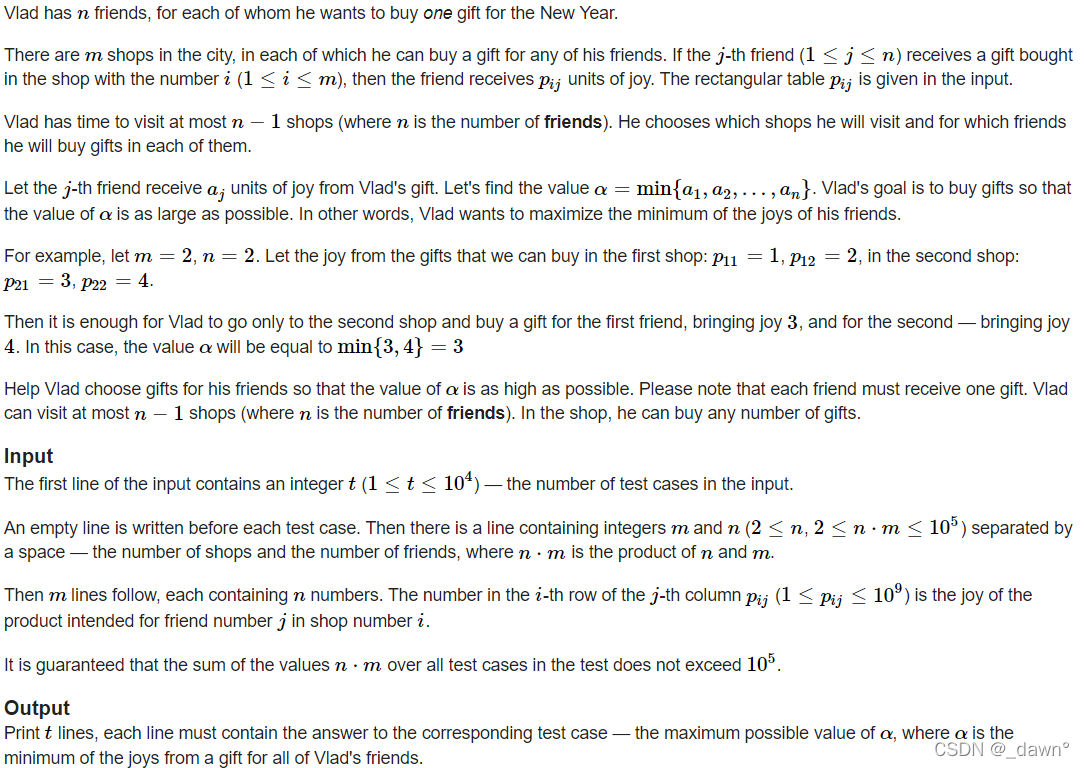 Vlad has n friends, for each of whom he wants to buy one gift for the New Year.
There are m shops in the city, in each of which he can buy a gift for any of his friends. If the j-th friend (1 ≤ j ≤ n) receives a gift bought
in the shop with the number i (1 ≤ i ≤ m), then the friend receives p_{ij} units of joy. The rectangular table p_{ij} is given in the input.
Vlad has time to visit at most n − 1 shops (where n is the number of friends). He chooses which shops he will visit and for which friends
he will buy gifts in each of them.
Let the j-th friend receive a_j units of joy from Vlad's gift. Let's find the value α = min{a_1, a_2, . . . , a_n}. Vlad's goal is to buy gifts so that
the value of α is as large as possible. In other words, Vlad wants to maximize the minimum of the joys of his friends.
For example, let m = 2, n = 2. Let the joy from the gifts that we can buy in the first shop: p_{11} = 1, p_{12} = 2, in the second shop:
p_{21} = 3, p_{22} = 4.
Then it is enough for Vlad to go only to the second shop and buy a gift for the first friend, bringing joy 3, and for the second — bringing joy
4. In this case, the value α will be equal to min{3, 4} = 3
Help Vlad choose gifts for his friends so that the value of α is as high as possible. Please note that each friend must receive one gift. Vlad
can visit at most n − 1 shops (where n is the number of friends). In the shop, he can buy any number of gifts.
Input
The first line of the input contains an integer t (1 ≤ t ≤ 10^4) — the number of test cases in the input.
An empty line is written before each test case. Then there is a line containing integers m and n (2 ≤ n, 2 ≤ n · m ≤ 10^5) separated by
a space — the number of shops and the number of friends, where n · m is the product of n and m.
Then m lines follow, each containing n numbers. The number in the i-th row of the j-th column p_{ij} (1 ≤ p_{ij} ≤ 10^9) is the joy of the
product intended for friend number j in shop number i.
It is guaranteed that the sum of the values n · m over all test cases in the test does not exceed 10^5.
Output
Print t lines, each line must contain the answer to the corresponding test case — the maximum possible value of α, where α is the
minimum of the joys from a gift for all of Vlad's friends.
CSDN @_dawn°